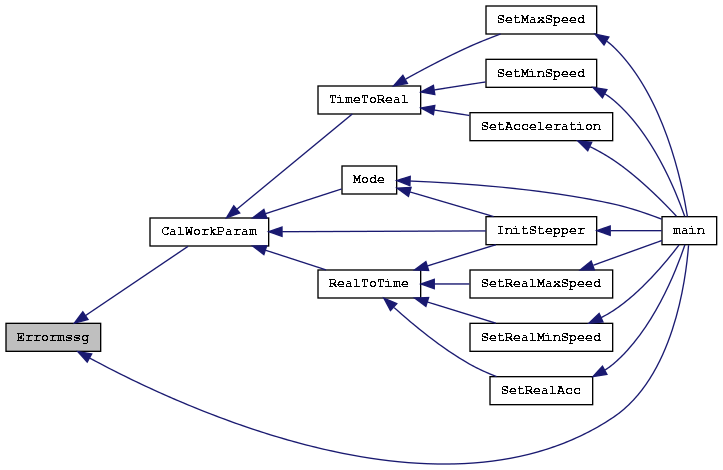 SetMaxSpeed
SetMinSpeed
TimeToReal
SetAcceleration
Mode
CalWorkParam
InitStepper
main
RealToTime
SetRealMaxSpeed
Errormssg
SetRealMinSpeed
SetRealAcc